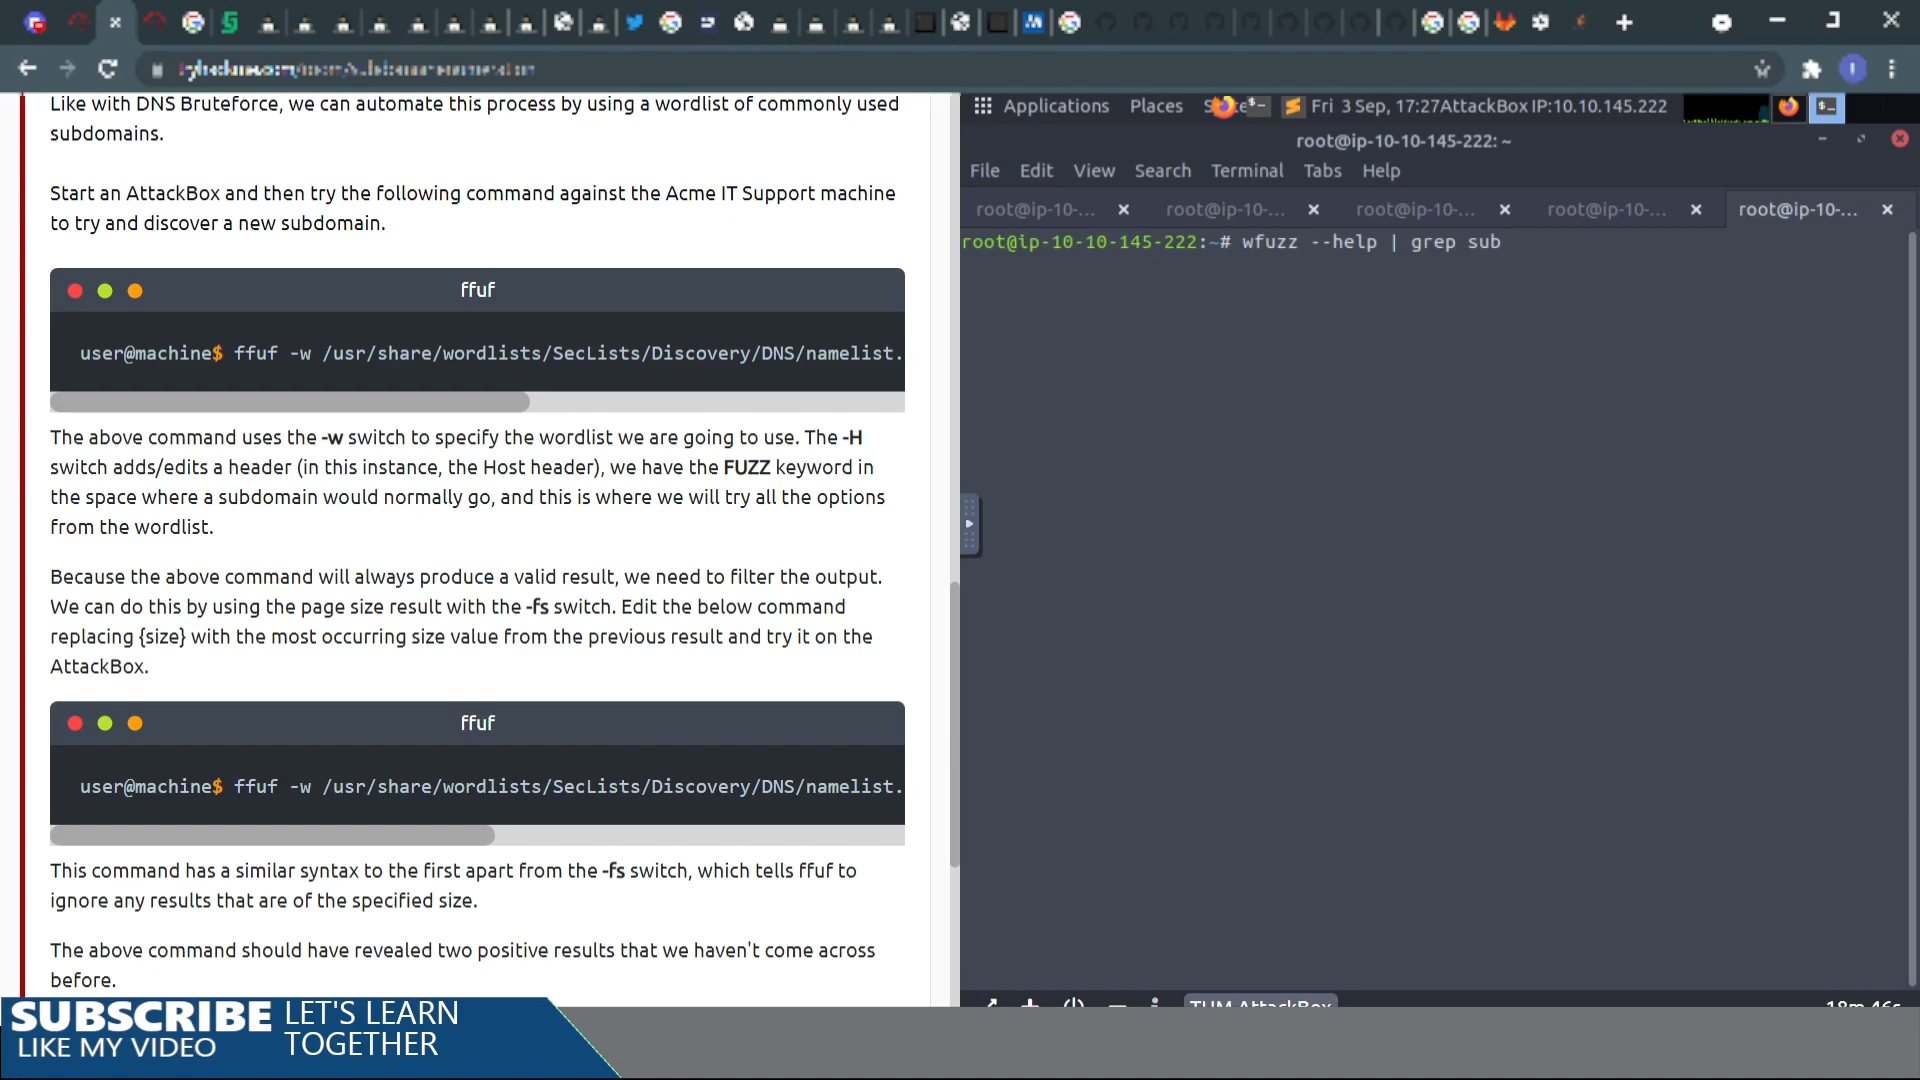 Like with DNS Bruteforce, we can automate this process by using a wordlist of commonly used
subdomains.
Start an AttackBox and then try the following command against the Acme IT Support machine
to try and discover a new subdomain.
ffuf
user@machine$ ffuf -w /usr/share/wordlists/SecLists/Discovery/DNS/namelist.
The above command uses the -w switch to specify the wordlist we are going to use. The -H
switch adds/edits a header (in this instance, the Host header), we have the FUZZ keyword in
the space where a subdomain would normally go, and this is where we will try all the options
from the wordlist.
Because the above command will always produce a valid result, we need to filter the output.
We can do this by using the page size result with the -fs switch. Edit the below command
replacing {size} with the most occurring size value from the previous result and try it on the
AttackBox.
ffuf
user@machine$ ffuf -w /usr/share/wordlists/SecLists/Discovery/DNS/namelist.
This command has a similar syntax to the first apart from the -fs switch, which tells ffuf to
ignore any results that are of the specified size.
The above command should have revealed two positive results that we haven't come across
before.
SUBSCRIBE
LIKE MY VIDEO
LET'S LEARN
TOGETHER
Applications Places Fri 3 Sep, 17:27 AttackBox IP:10.10.145.222
root@ip-10-10-145-222: ~
File Edit View Search Terminal Tabs Help
root@ip-10-... root@ip-10-... root@ip-10-... root@ip-10-... root@ip-10-...
root@ip-10-10-145-222:~# wfuzz --help | grep sub
THM AttackBox 18m 46s